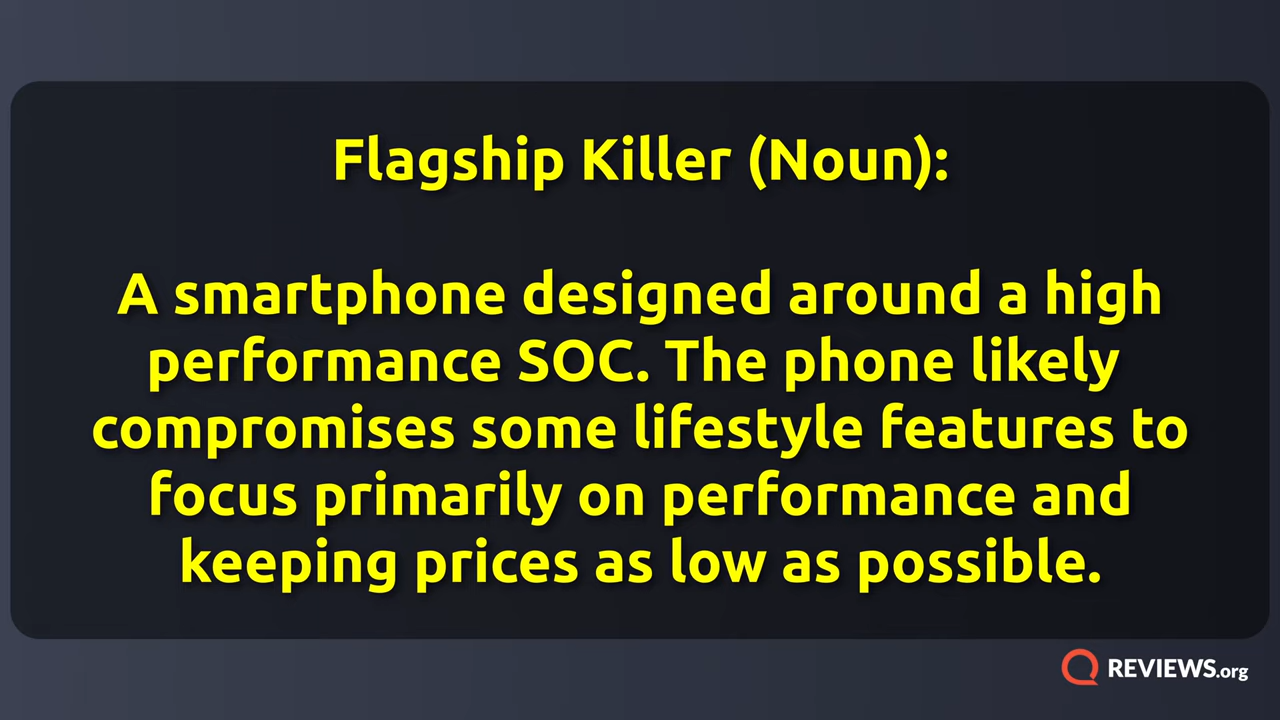 Flagship Killer (Noun):
A smartphone designed around a high
performance SOC. The phone likely
compromises some lifestyle features to
focus primarily on performance and
keeping prices as low as possible.
REVIEWS.org